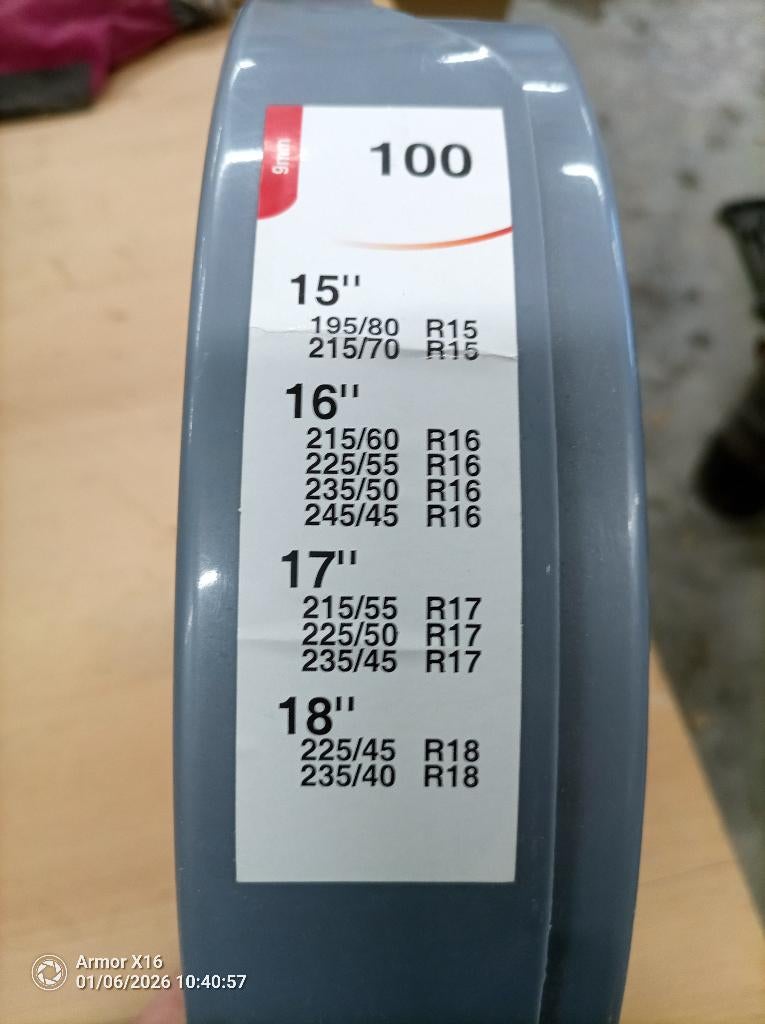 9mm
100
15"
195/80 R15
215/70 R15
16"
215/60 R16
225/55 R16
235/50 R16
245/45 R16
17"
215/55 R17
225/50 R17
235/45 R17
18"
225/45 R18
235/40 R18
Armor X16
01/06/2026 10:40:57